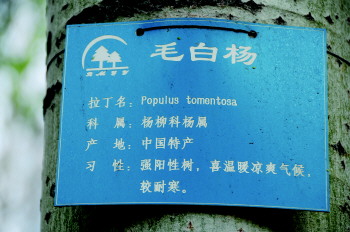 毛白杨
拉丁名：Populus tomentosa
科　属：杨柳科杨属
产　地：中国特产
习　性：强阳性树，喜温暖凉爽气候，
较耐寒。